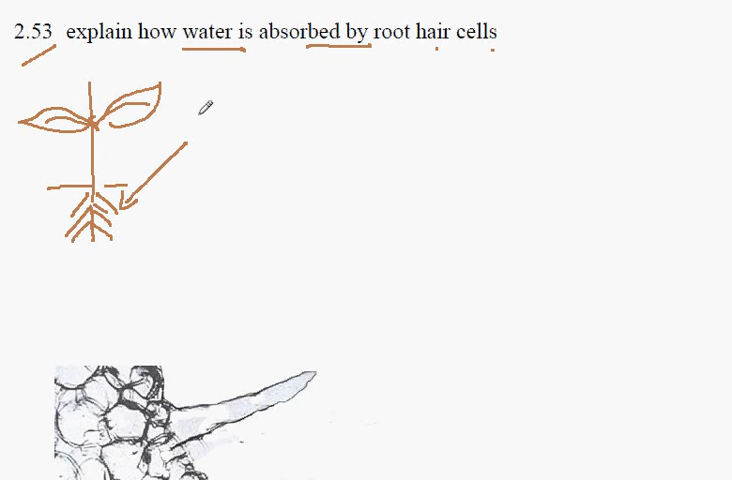 2.53 explain how water is absorbed by root hair cells